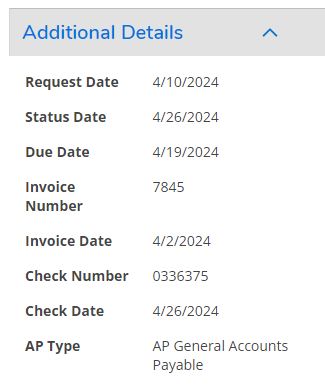 Additional Details
Request Date 4/10/2024
Status Date 4/26/2024
Due Date 4/19/2024
Invoice 7845
Number
Invoice Date 4/2/2024
Check Number 0336375
Check Date 4/26/2024
AP Type AP General Accounts
Payable